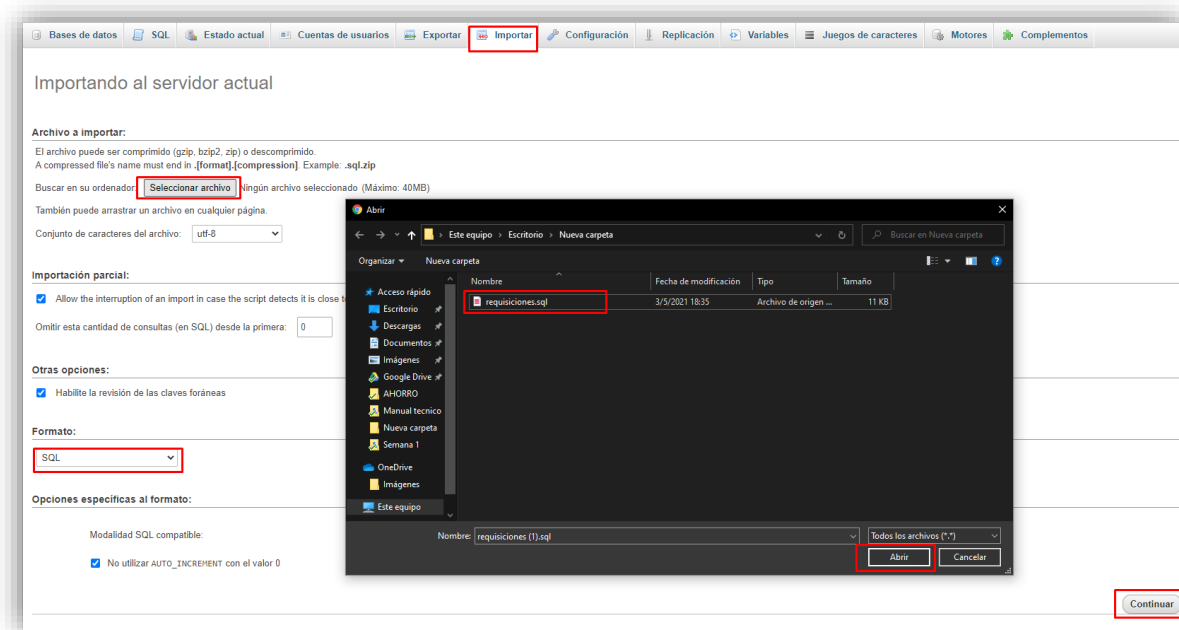 Bases de datos SQL Estado actual Cuentas de usuarios Exportar Importar Configuración Replicación Variables Juegos de caracteres Motores Complementos
Importando al servidor actual
Archivo a importar:
El archivo puede ser comprimido (gzip, bzip2, zip) o descomprimido.
A compressed file's name must end in .[format].[compression]. Example: .sql.zip
Buscar en su ordenador: Seleccionar archivo Ningún archivo seleccionado (Máximo: 40MB)
También puede arrastrar un archivo en cualquier página.
Conjunto de caracteres del archivo: utf-8
Importación parcial:
Allow the interruption of an import in case the script detects it is close t
Omitir esta cantidad de consultas (en SQL) desde la primera: 0
Otras opciones:
Habilite la revisión de las claves foráneas
Formato:
SQL
Opciones específicas al formato:
Modalidad SQL compatible:
No utilizar AUTO_INCREMENT con el valor 0
Abrir
Este equipo > Escritorio > Nueva carpeta
Buscar en Nueva carpeta
Organizar Nueva carpeta
Nombre Fecha de modificación Tipo Tamaño
requisiciones.sql 3/5/2021 18:35 Archivo de origen ... 11 KB
Acceso rápido
Escritorio
Descargas
Documentos
Imágenes
Google Drive
AHORRO
Manual tecnico
Nueva carpeta
Semana 1
OneDrive
Imágenes
Este equipo
Nombre: requisiciones (1).sql Todos los archivos (*.*)
Abrir Cancelar
Continuar